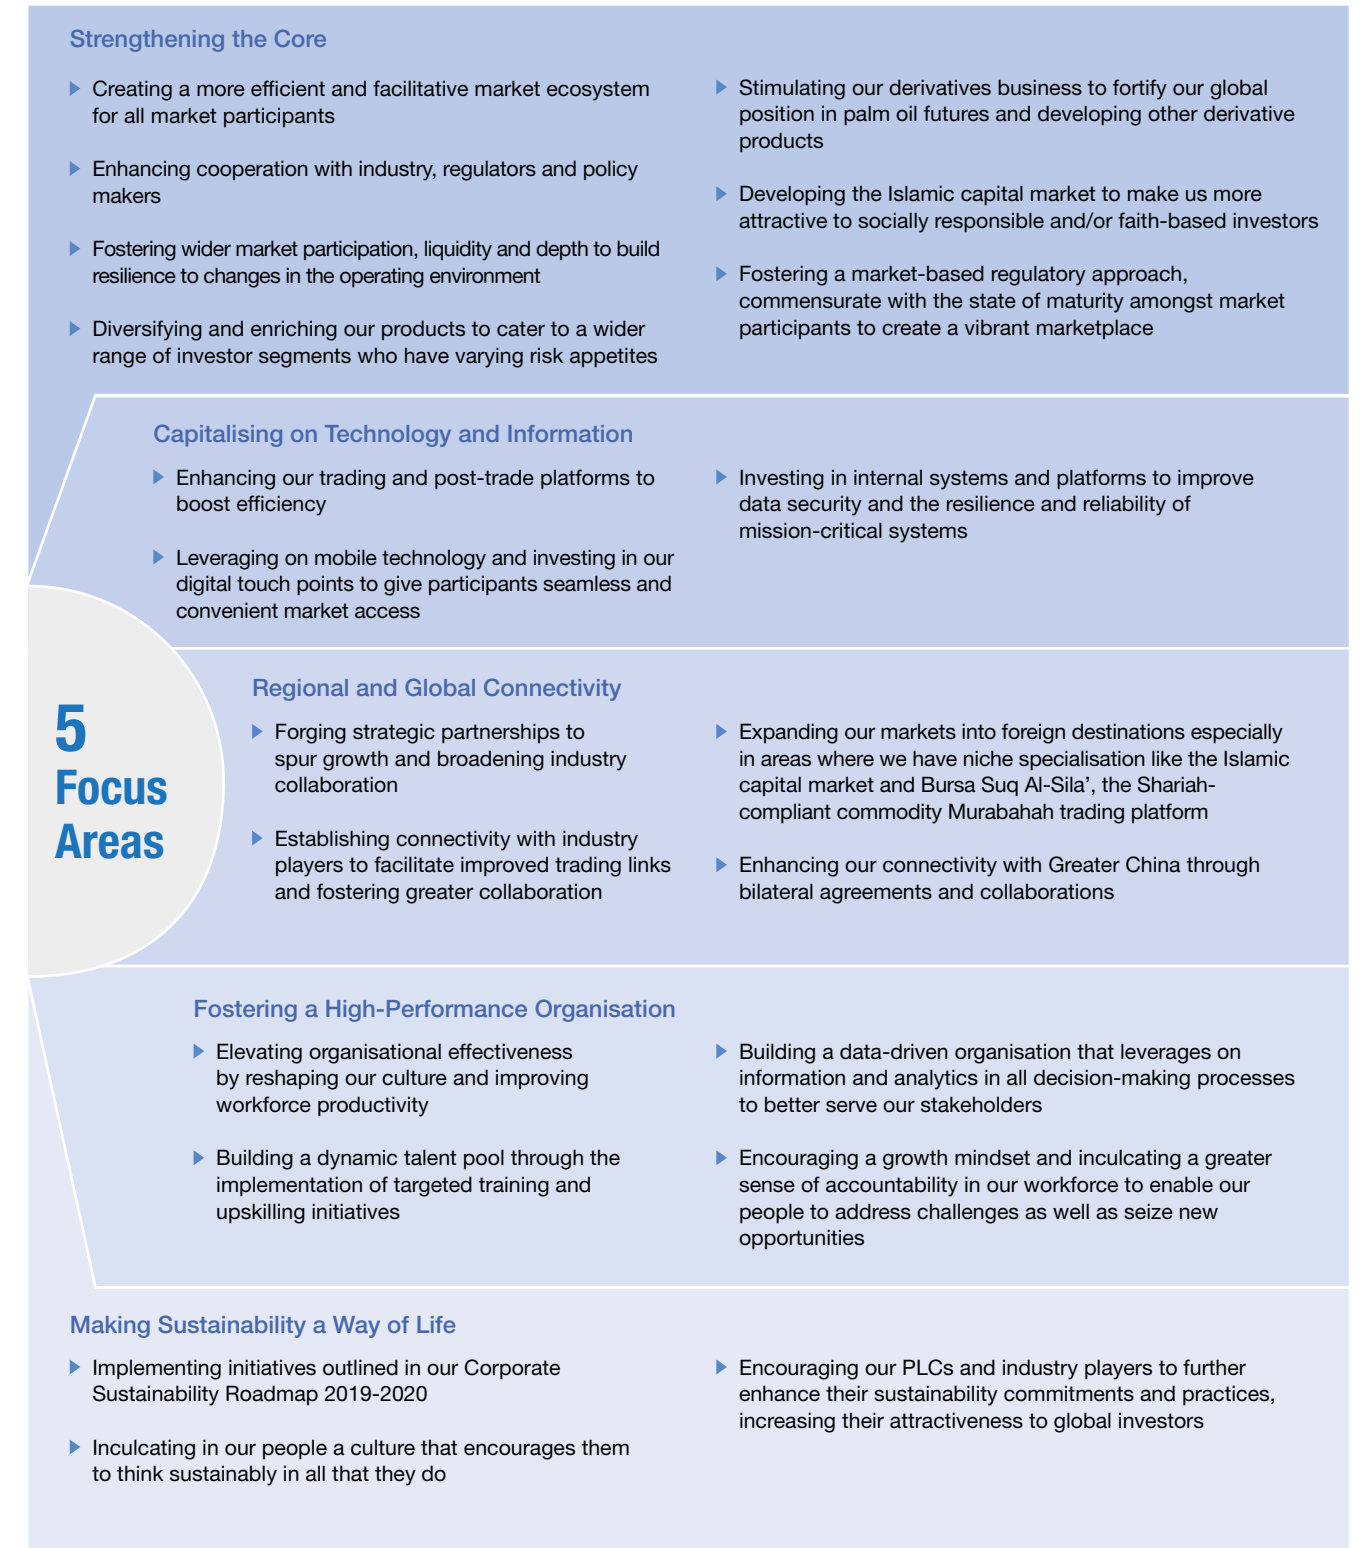 Strengthening the Core
Creating a more efficient and facilitative market ecosystem
for all market participants
Enhancing cooperation with industry, regulators and policy
makers
Fostering wider market participation, liquidity and depth to build
resilience to changes in the operating environment
Diversifying and enriching our products to cater to a wider
range of investor segments who have varying risk appetites
Stimulating our derivatives business to fortify our global
position in palm oil futures and developing other derivative
products
Developing the Islamic capital market to make us more
attractive to socially responsible and/or faith-based investors
Fostering a market-based regulatory approach,
commensurate with the state of maturity amongst market
participants to create a vibrant marketplace
Capitalising on Technology and Information
Enhancing our trading and post-trade platforms to
boost efficiency
Leveraging on mobile technology and investing in our
digital touch points to give participants seamless and
convenient market access
Investing in internal systems and platforms to improve
data security and the resilience and reliability of
mission-critical systems
5
Focus
Areas
Regional and Global Connectivity
Forging strategic partnerships to
spur growth and broadening industry
collaboration
Establishing connectivity with industry
players to facilitate improved trading links
and fostering greater collaboration
Expanding our markets into foreign destinations especially
in areas where we have niche specialisation like the Islamic
capital market and Bursa Suq Al-Sila’, the Shariah-
compliant commodity Murabahah trading platform
Enhancing our connectivity with Greater China through
bilateral agreements and collaborations
Fostering a High-Performance Organisation
Elevating organisational effectiveness
by reshaping our culture and improving
workforce productivity
Building a dynamic talent pool through the
implementation of targeted training and
upskilling initiatives
Building a data-driven organisation that leverages on
information and analytics in all decision-making processes
to better serve our stakeholders
Encouraging a growth mindset and inculcating a greater
sense of accountability in our workforce to enable our
people to address challenges as well as seize new
opportunities
Making Sustainability a Way of Life
Implementing initiatives outlined in our Corporate
Sustainability Roadmap 2019-2020
Inculcating in our people a culture that encourages them
to think sustainably in all that they do
Encouraging our PLCs and industry players to further
enhance their sustainability commitments and practices,
increasing their attractiveness to global investors